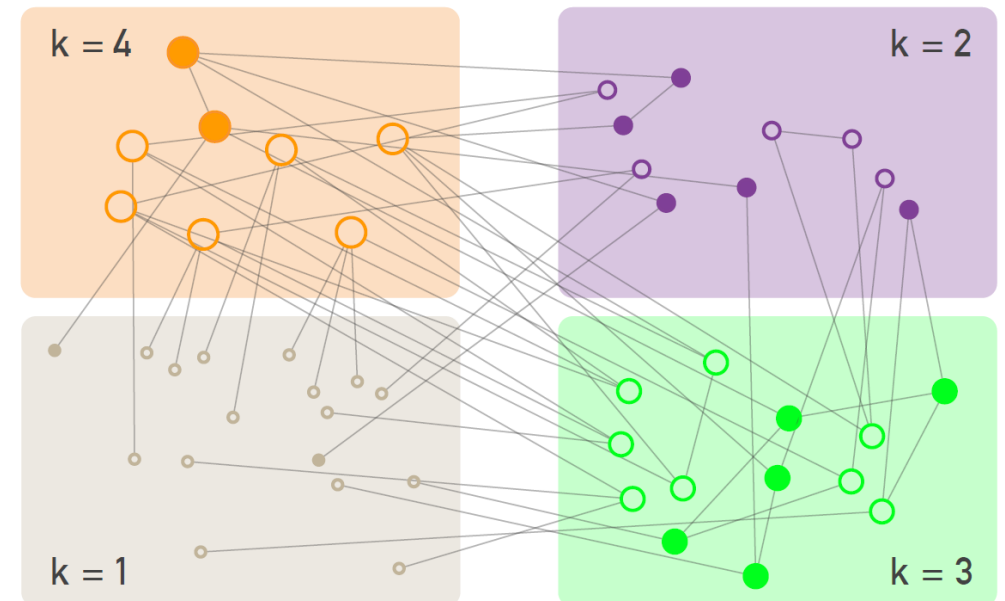 k = 4
k = 2
k = 1
k = 3